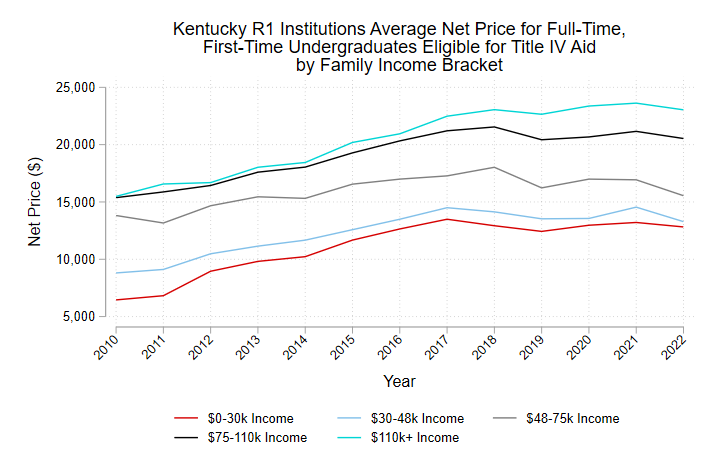 Kentucky R1 Institutions Average Net Price for Full-Time,
First-Time Undergraduates Eligible for Title IV Aid
by Family Income Bracket
Net Price ($)
25,000
20,000
15,000
10,000
5,000
2010
2011
2012
2013
2014
2015
2016
2017
2018
2019
2020
2021
2022
Year
$0-30k Income
$30-48k Income
$48-75k Income
$75-110k Income
$110k+ Income